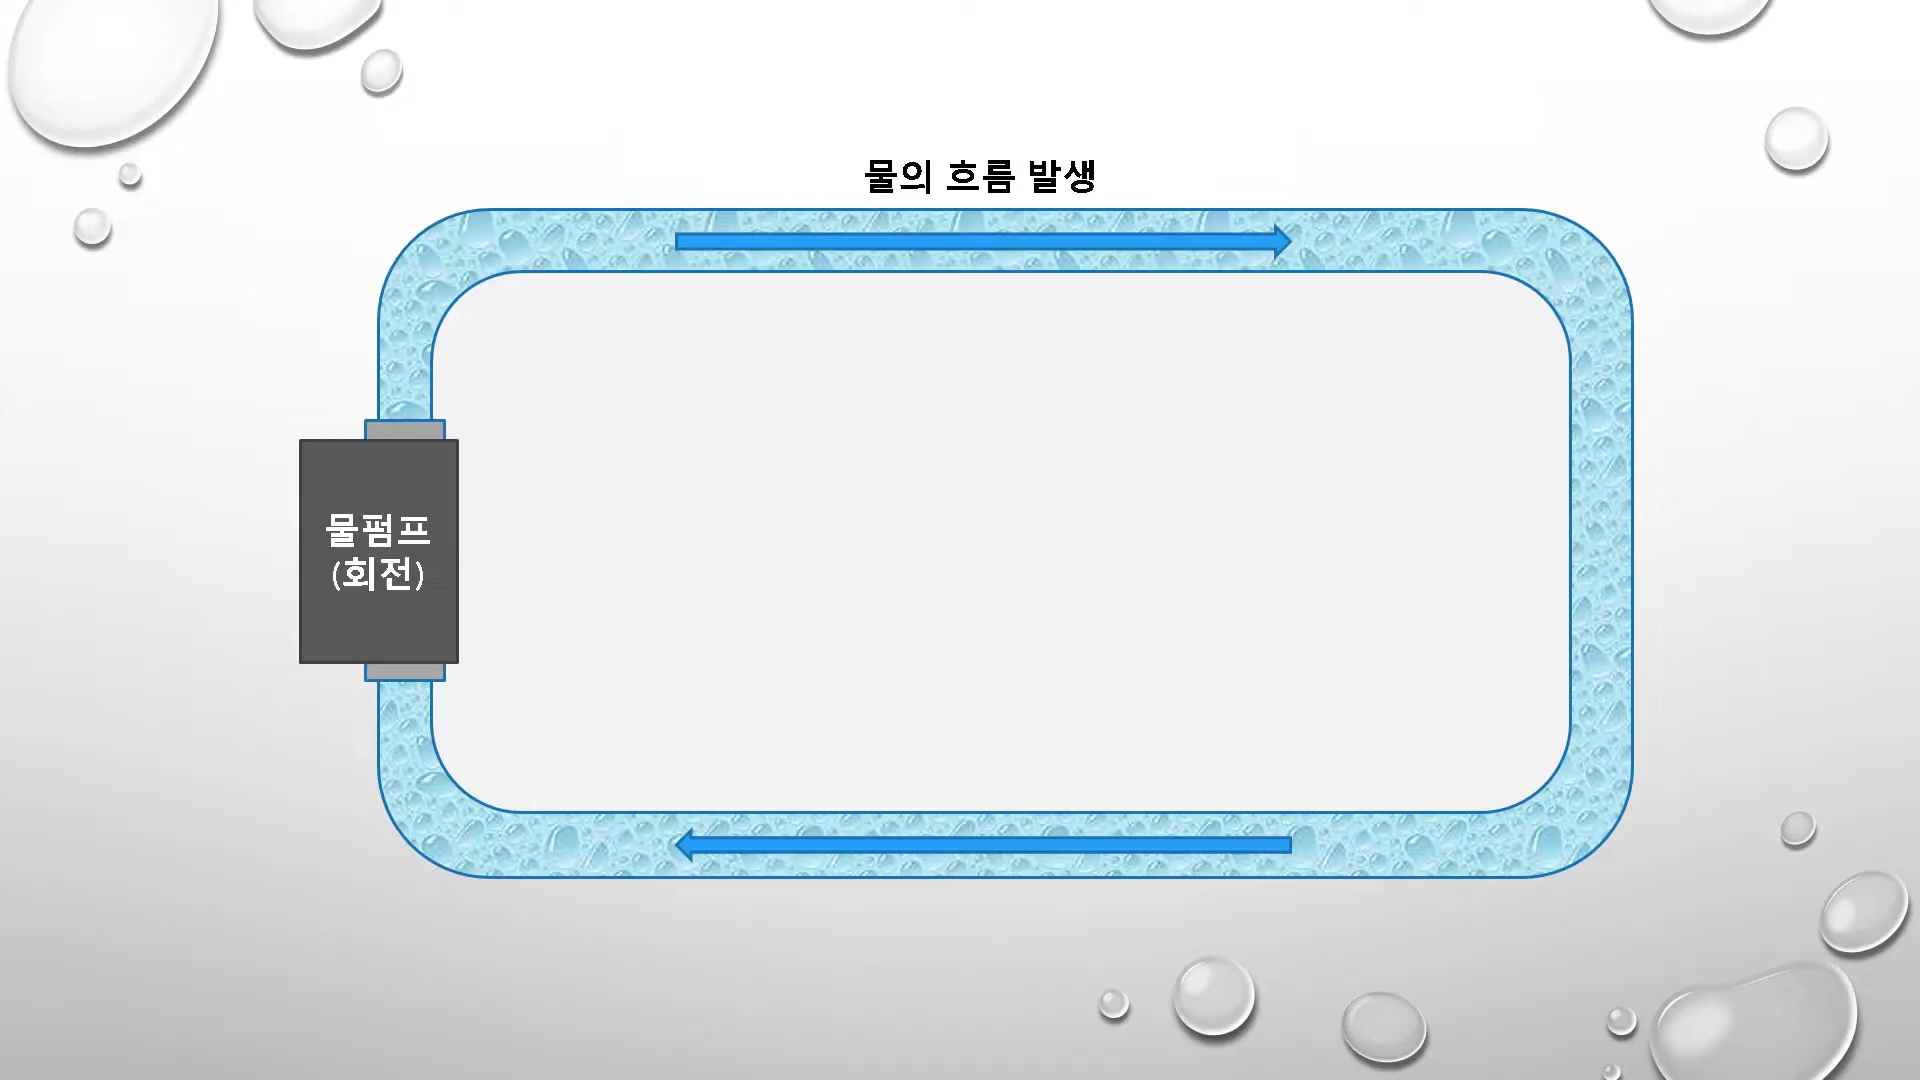 물의 흐름 발생
물펌프
(회전)